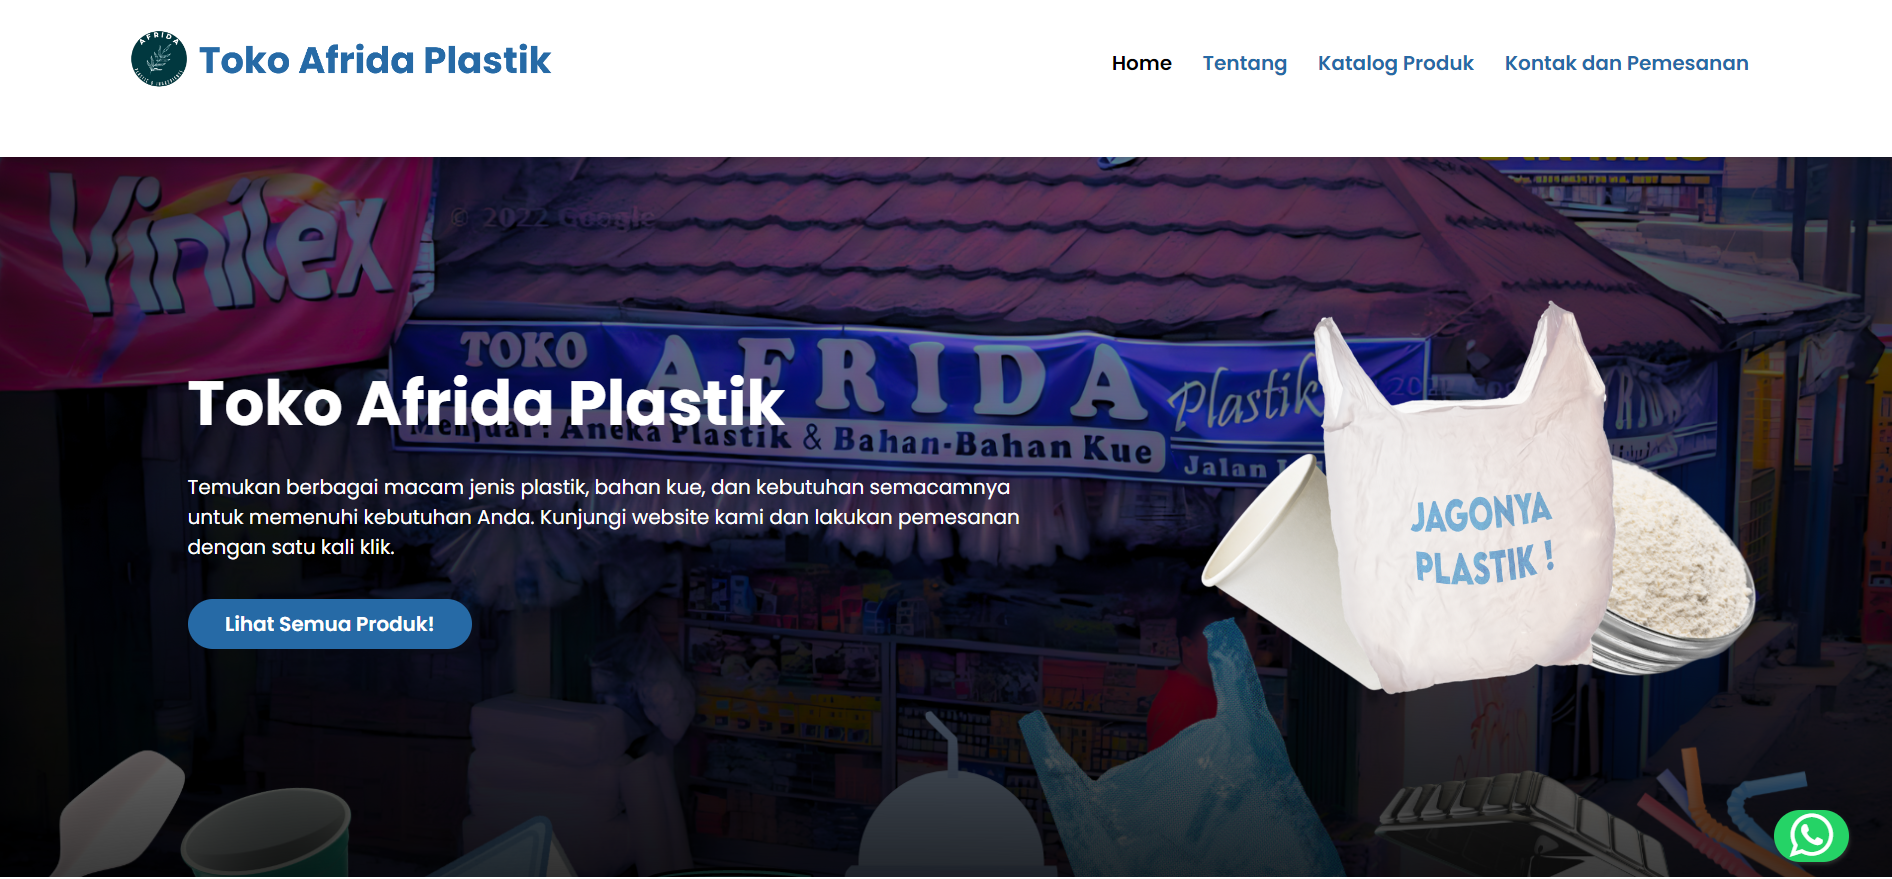 AFRIDA
Toko Afrida Plastik
Home
Tentang
Katalog Produk
Kontak dan Pemesanan
Vinilex
© 2022 Google
TOKO AFRIDA Plastik
Menjual : Aneka Plastik & Bahan-Bahan Kue
Jalan
Toko Afrida Plastik
Temukan berbagai macam jenis plastik, bahan kue, dan kebutuhan semacamnya
untuk memenuhi kebutuhan Anda. Kunjungi website kami dan lakukan pemesanan
dengan satu kali klik.
Lihat Semua Produk!
JAGONYA
PLASTIK !